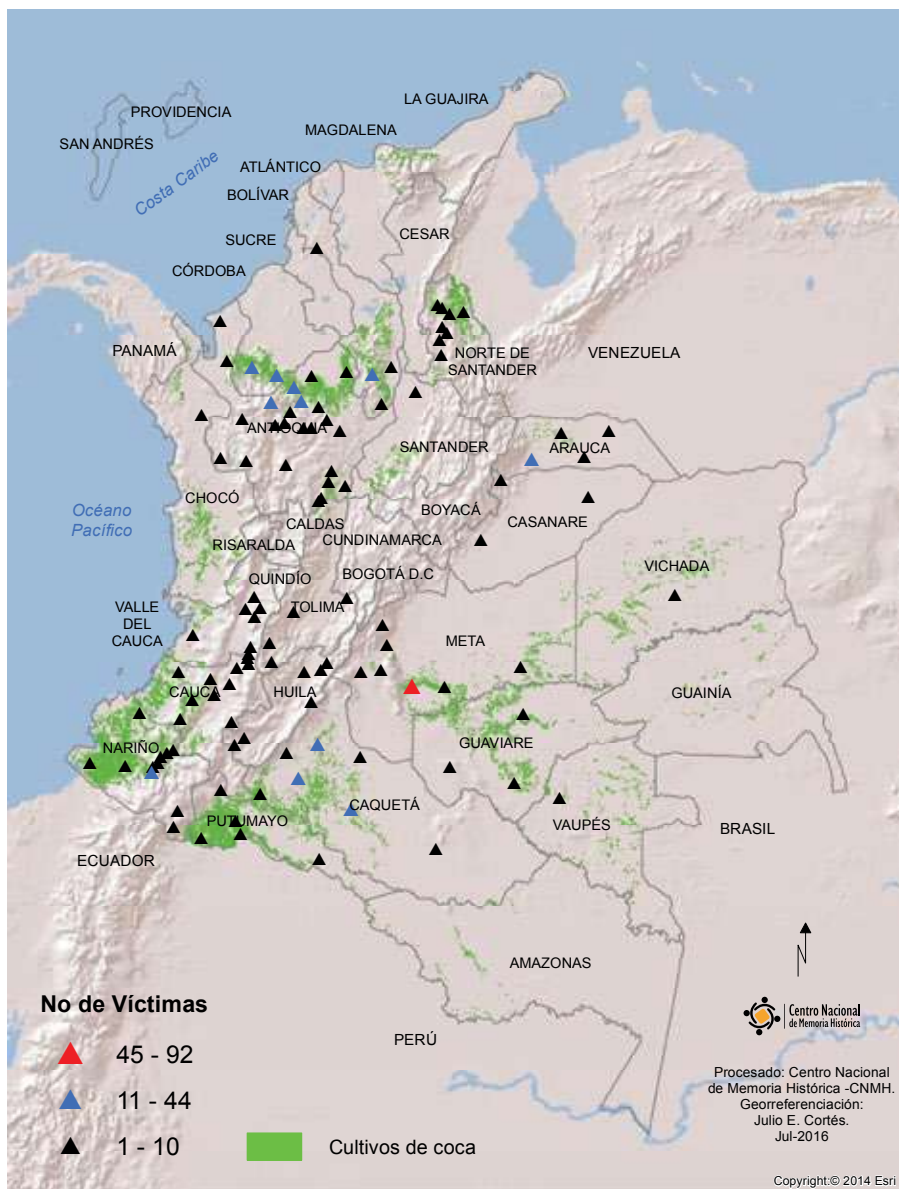 LA GUAJIRA
PROVIDENCIA
MAGDALENA
SAN ANDRÉS
ATLÁNTICO
Costa Caribe
BOLÍVAR
SUCRE
CESAR
CÓRDOBA
PANAMÁ
NORTE DE
SANTANDER
VENEZUELA
ANTIOQUIA
SANTANDER
ARAUCA
CHOCÓ
BOYACÁ
Océano
Pacífico
CALDAS
CASANARE
RISARALDA
CUNDINAMARCA
QUINDÍO
BOGOTÁ D.C
VICHADA
VALLE
DEL
CAUCA
TOLIMA
META
CAUCA
HUILA
GUAINÍA
NARIÑO
GUAVIARE
CAQUETÁ
PUTUMAYO
VAUPÉS
BRASIL
ECUADOR
AMAZONAS
PERÚ
N
No de Víctimas
45 - 92
11 - 44
1 - 10
Cultivos de coca
Centro Nacional
de Memoria Histórica
Procesado: Centro Nacional
de Memoria Histórica -CNMH.
Georreferenciación:
Julio E. Cortés.
Jul-2016
Copyright:© 2014 Esri